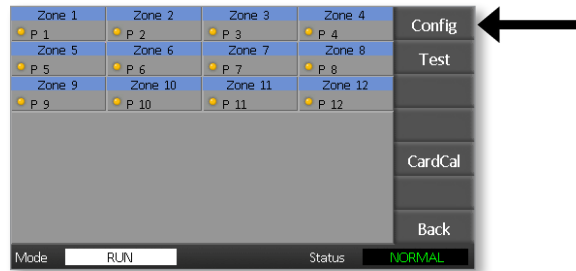 Zone 1 Zone 2 Zone 3 Zone 4 Config
P 1 P 2 P 3 P 4
Zone 5 Zone 6 Zone 7 Zone 8 Test
P 5 P 6 P 7 P 8
Zone 9 Zone 10 Zone 11 Zone 12
P 9 P 10 P 11 P 12
CardCal
Back
Mode RUN Status NORMAL